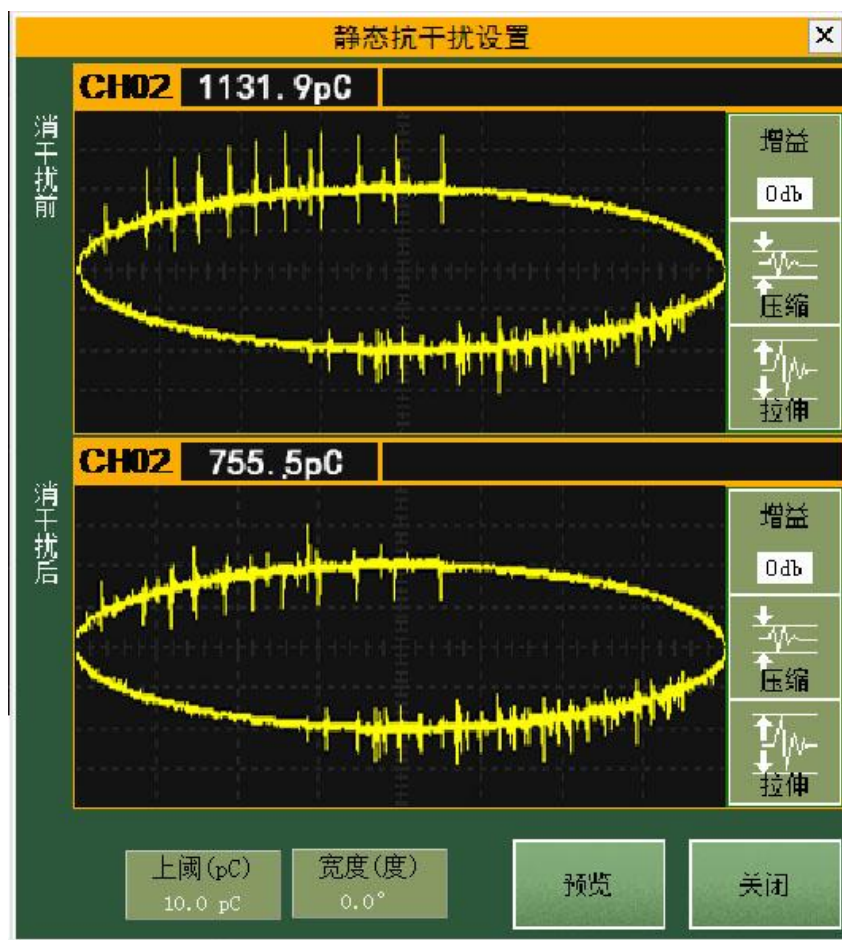 静态抗干扰设置
CH02 1131.9pC
消干扰前
增益
0db
压缩
拉伸
CH02 755.5pC
消干扰后
增益
0db
压缩
拉伸
上阈(pC)
10.0 pC
宽度(度)
0.0°
预览
关闭